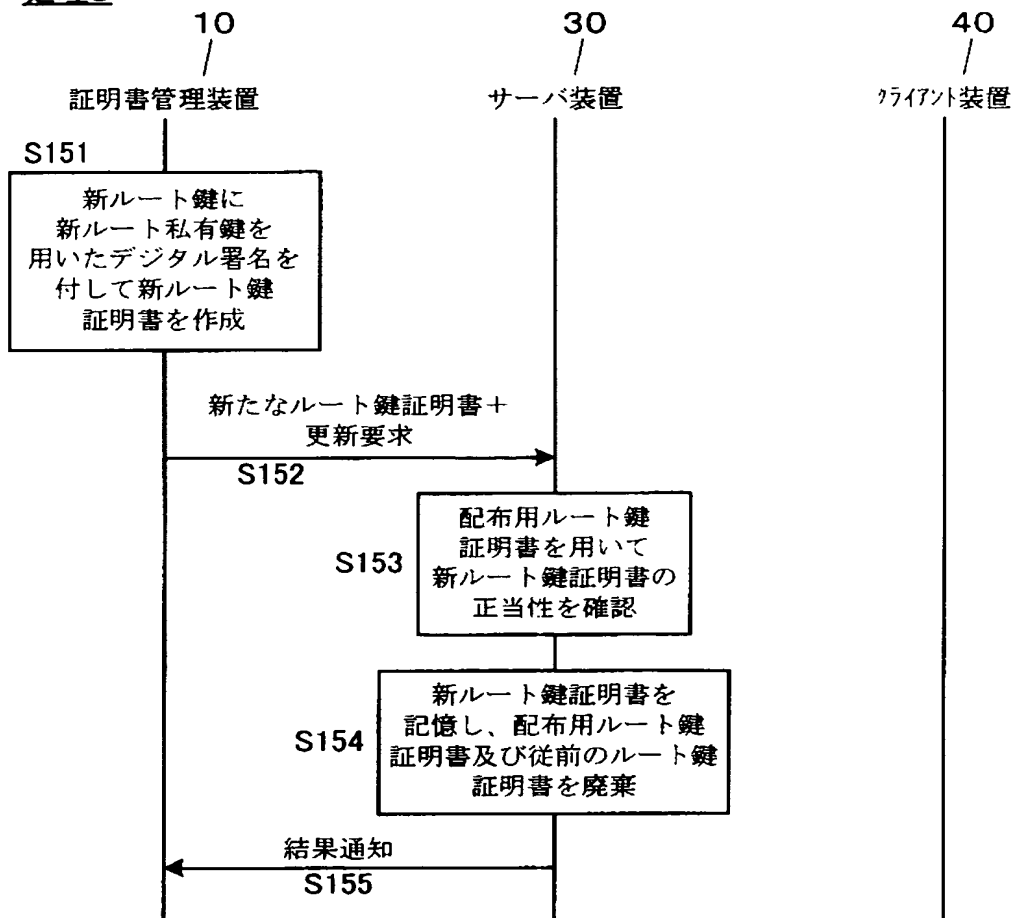 10
30
40
証明書管理装置
サーバ装置
クライアント装置
S151
新ルート鍵に
新ルート私有鍵を
用いたデジタル署名を
付して新ルート鍵
証明書を作成
新たなルート鍵証明書＋
更新要求
S152
S153
配布用ルート鍵
証明書を用いて
新ルート鍵証明書の
正当性を確認
S154
新ルート鍵証明書を
記憶し、配布用ルート鍵
証明書及び従前のルート鍵
証明書を廃棄
結果通知
S155